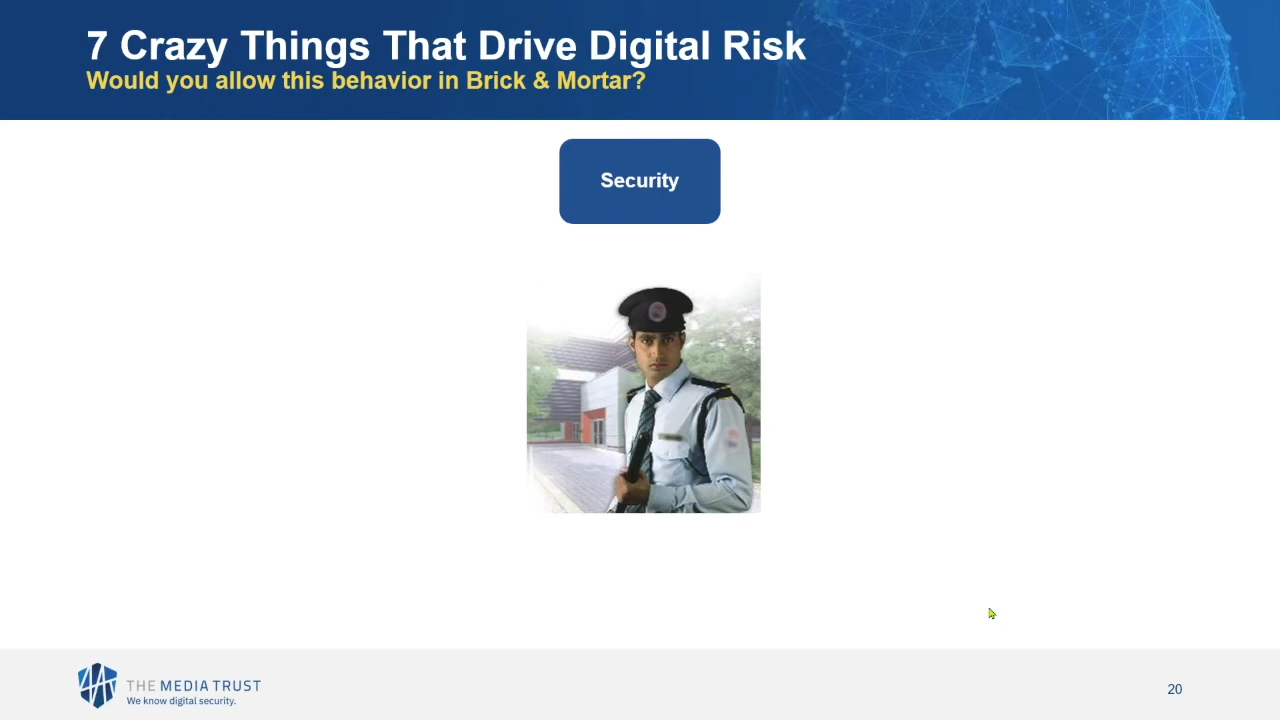 7 Crazy Things That Drive Digital Risk
Would you allow this behavior in Brick & Mortar?
Security
THE MEDIA TRUST
We know digital security.
20